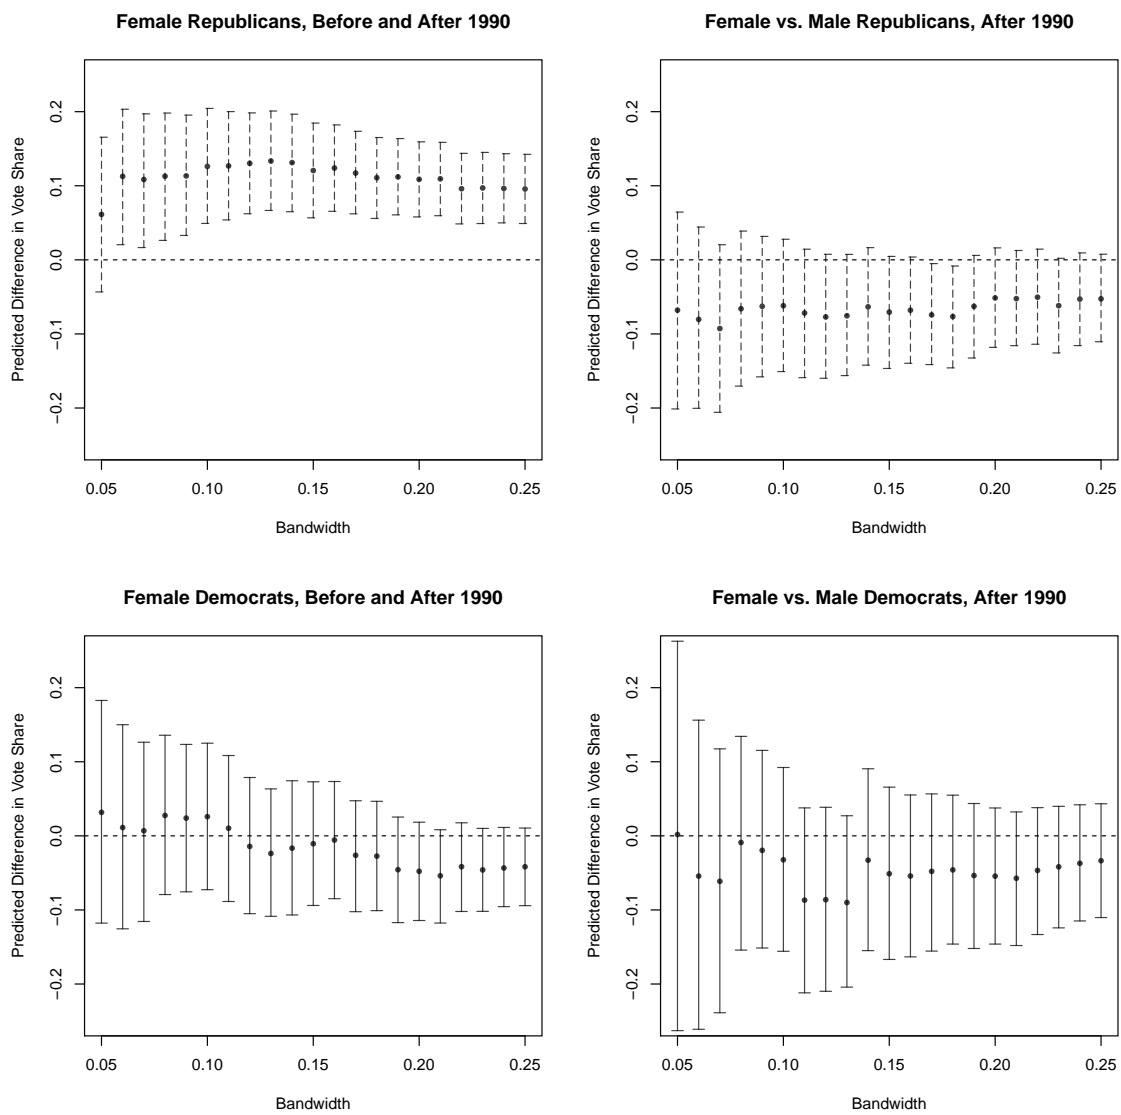 Female Republicans, Before and After 1990
Predicted Difference in Vote Share
0.2
0.1
0.0
−0.1
−0.2
0.05 0.10 0.15 0.20 0.25
Bandwidth
Female vs. Male Republicans, After 1990
Predicted Difference in Vote Share
0.2
0.1
0.0
−0.1
−0.2
0.05 0.10 0.15 0.20 0.25
Bandwidth
Female Democrats, Before and After 1990
Predicted Difference in Vote Share
0.2
0.1
0.0
−0.1
−0.2
0.05 0.10 0.15 0.20 0.25
Bandwidth
Female vs. Male Democrats, After 1990
Predicted Difference in Vote Share
0.2
0.1
0.0
−0.1
−0.2
0.05 0.10 0.15 0.20 0.25
Bandwidth